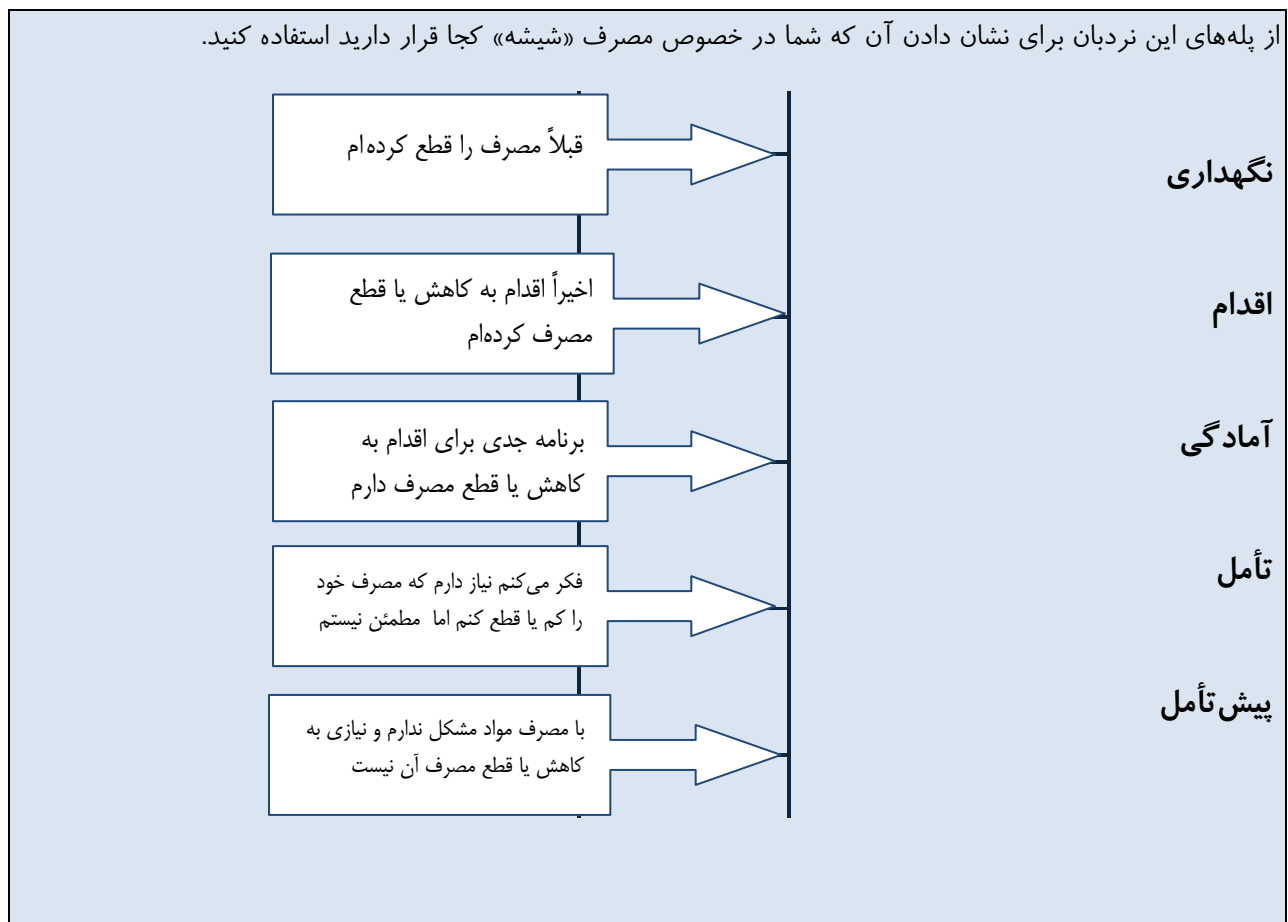 از پله‌های این نردبان برای نشان دادن آن که شما در خصوص مصرف «شیشه» کجا قرار دارید استفاده کنید.
نگهداری
قبلاً مصرف را قطع کرده‌ام
اقدام
اخیراً اقدام به کاهش یا قطع
مصرف کرده‌ام
آمادگی
برنامه جدی برای اقدام به
کاهش یا قطع مصرف دارم
تأمل
فکر می‌کنم نیاز دارم که مصرف خود
را کم یا قطع کنم اما مطمئن نیستم
پیش‌تأمل
با مصرف مواد مشکل ندارم و نیازی به
کاهش یا قطع مصرف آن نیست